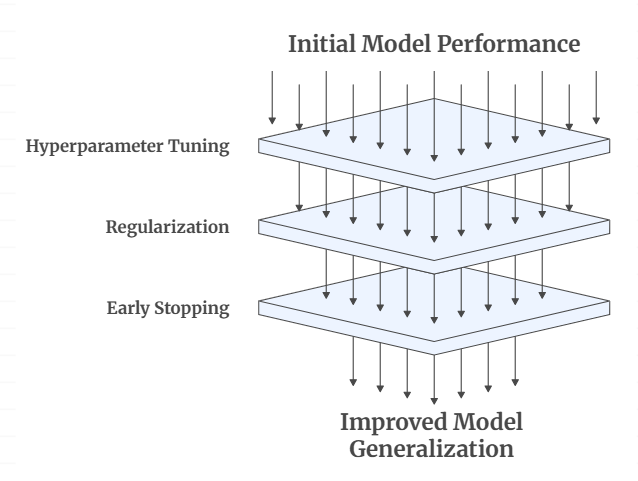 Initial Model Performance
Hyperparameter Tuning
Regularization
Early Stopping
Improved Model
Generalization